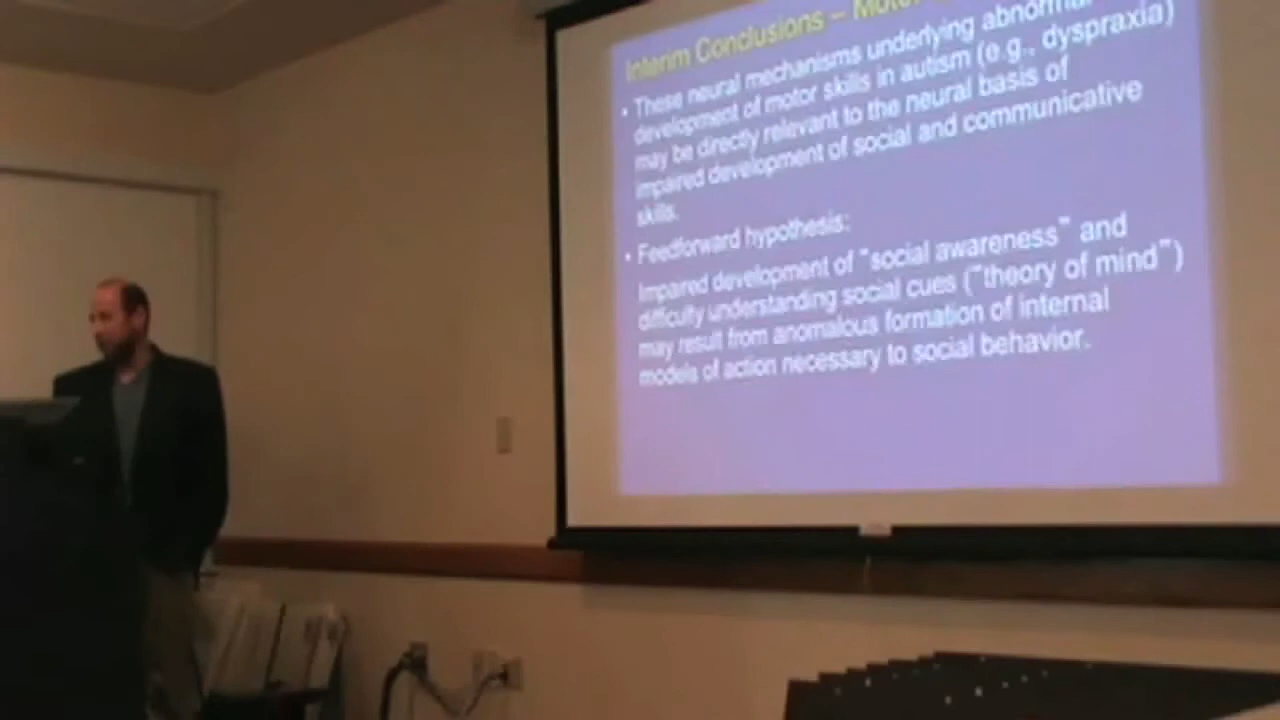 Interim Conclusions –
• These neural mechanisms underlying abnormal
development of motor skills in autism (e.g., dyspraxia)
may be directly relevant to the neural basis of
impaired development of social and communicative
skills.
• Feedforward hypothesis:
Impaired development of "social awareness" and
difficulty understanding social cues ("theory of mind")
may result from anomalous formation of internal
models of action necessary to social behavior.